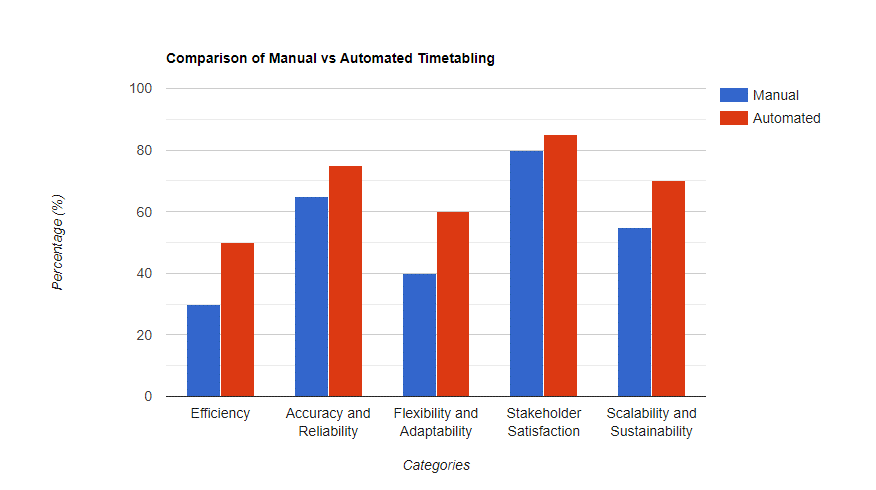 Comparison of Manual vs Automated Timetabling
Manual
Automated
Percentage (%)
100
80
60
40
20
0
Efficiency
Accuracy and
Reliability
Flexibility and
Adaptability
Stakeholder
Satisfaction
Scalability and
Sustainability
Categories